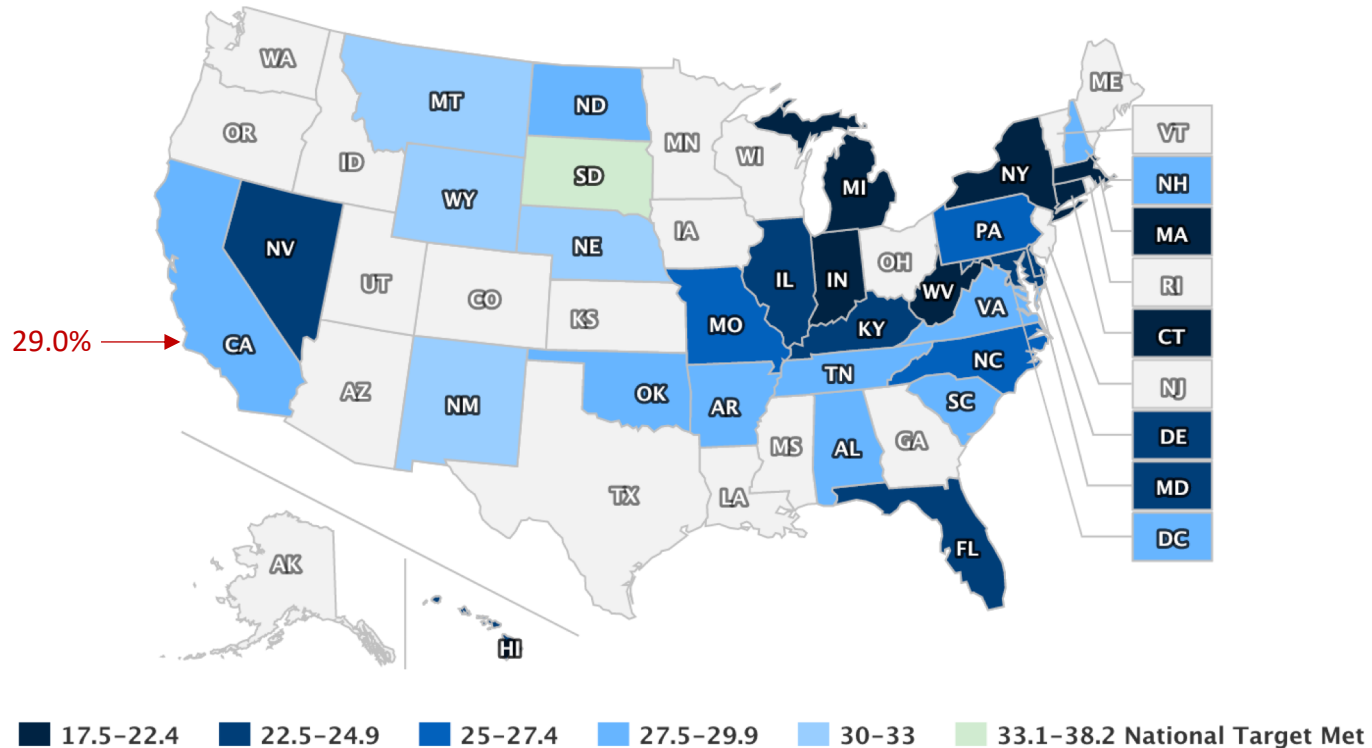 WA
MT
ND
MN
ME
OR
ID
WI
VT
SD
MI
NY
NH
WY
MA
NV
NE
IA
PA
UT
CO
IL
IN
OH
RI
WV
29.0%
CA
KS
MO
KY
VA
CT
AZ
NM
OK
AR
TN
NC
NJ
MS
AL
GA
SC
DE
TX
LA
MD
FL
DC
AK
HI
17.5–22.4
22.5–24.9
25–27.4
27.5–29.9
30–33
33.1–38.2 National Target Met